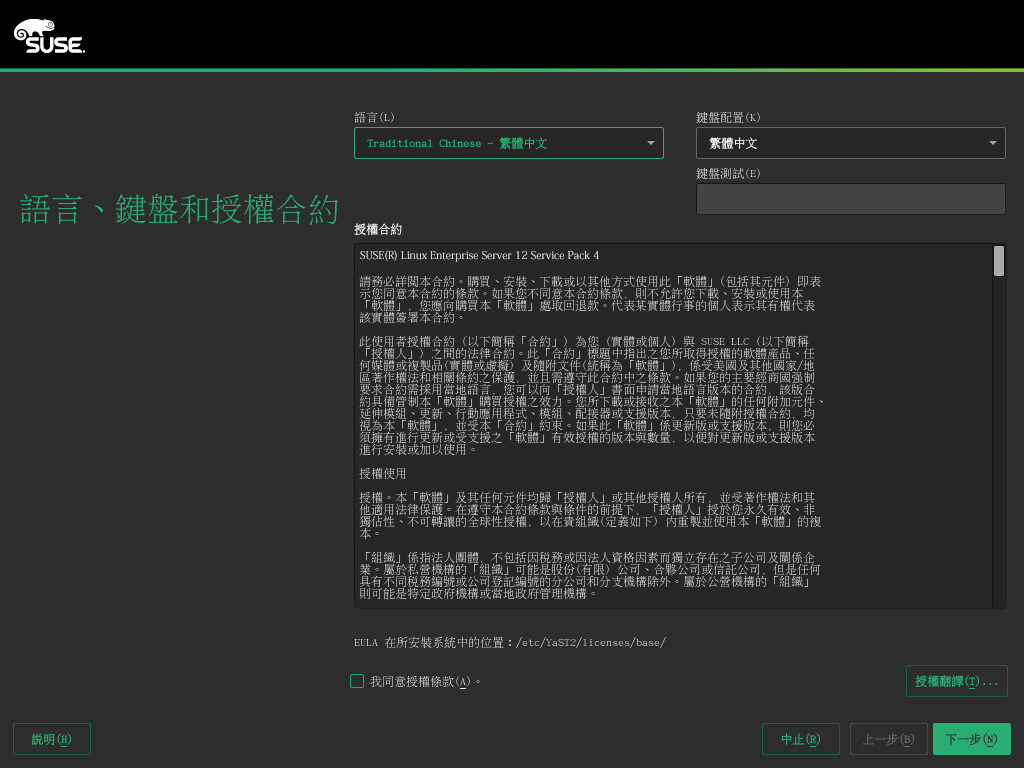 SUSE
語言(L)
鍵盤配置(K)
Traditional Chinese - 繁體中文
繁體中文
鍵盤測試(E)
語言、鍵盤和授權合約
授權合約
SUSE(R) Linux Enterprise Server 12 Service Pack 4
請務必詳閱本合約。購買、安裝、下載或以其他方式使用此「軟體」(包括其元件) 即表
示您同意本合約的條款。如果您不同意本合約條款，則不允許您下載、安裝或使用本
「軟體」，您應向購買本「軟體」處取回退款。代表某實體行事的個人表示其有權代表
該實體簽署本合約。
此使用者授權合約 (以下簡稱「合約」) 為您 (實體或個人) 與 SUSE LLC (以下簡稱
「授權人」) 之間的法律合約。此「合約」標題中指出之您所取得授權的軟體產品、任
何媒體或複製品(實體或虛擬) 及隨附文件(統稱為「軟體」)，係受美國及其他國家/地
區著作權法和相關條約之保護，並且需遵守此合約中之條款。如果您的主要經商國強制
要求合約需採用當地語言，您可以向「授權人」書面申請當地語言版本的合約，該版合
約具備管制本「軟體」購買授權之效力。您所下載或接收之本「軟體」的任何附加元件、
延伸模組、更新、行動應用程式、模組、配接器或支援版本，只要未隨附授權合約，均
視為本「軟體」，並受本「合約」約束。如果此「軟體」係更新版或支援版本，則您必
須擁有進行更新或受支援之「軟體」有效授權的版本與數量，以便對更新版或支援版本
進行安裝或加以使用。
授權使用
授權。本「軟體」及其任何元件均歸「授權人」或其他授權人所有，並受著作權法和其
他適用法律保護。在遵守本合約條款與條件的前提下，「授權人」授於您永久有效、非
獨佔性、不可轉讓的全球性授權，以在貴組織(定義如下) 內重製並使用本「軟體」的複
本。
「組織」係指法人團體，不包括因稅務或因法人資格因素而獨立存在之子公司及關係企
業。屬於私營機構的「組織」可能是股份(有限) 公司、合夥公司或信託公司，但是任何
具有不同稅務編號或公司登記編號的分公司和分支機構除外。屬於公營機構的「組織」
則可能是特定政府機構或當地政府管理機構。
EULA 在所安裝系統中的位置：/etc/YaST2/licenses/base/
我同意授權條款(A)。
授權翻譯(T)...
說明(H)
中止(R)
上一步(B)
下一步(N)